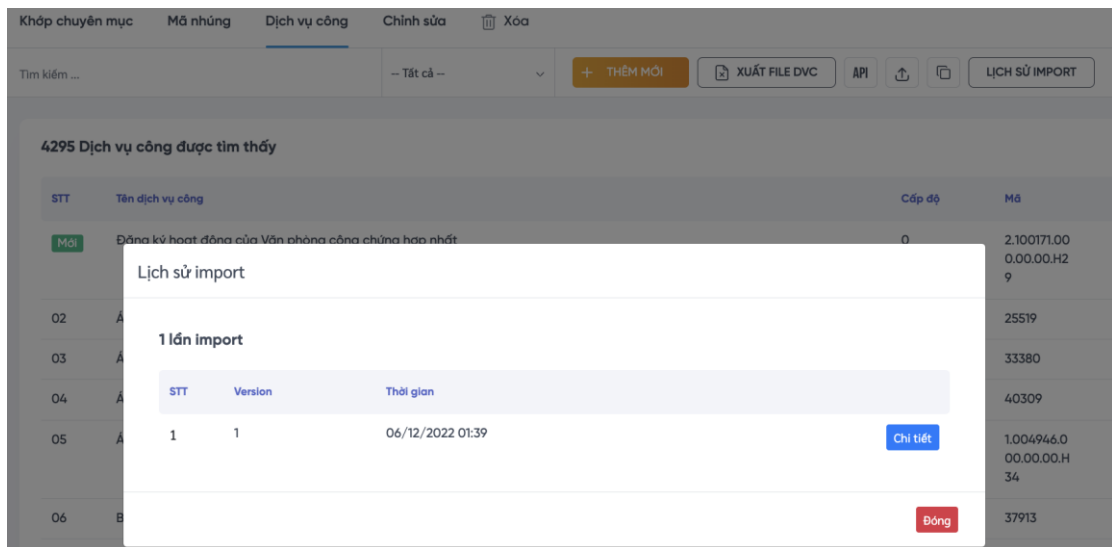 Khớp chuyên mục Mã nhúng Dịch vụ công Chỉnh sửa Xóa
Tìm kiếm ... -- Tất cả -- + THÊM MỚI XUẤT FILE DVC API LỊCH SỬ IMPORT
4295 Dịch vụ công được tìm thấy
STT Tên dịch vụ công Cấp độ Mã
Mới Đăng ký hoạt động của Văn phòng công chứng hợp nhất 0 2.100171.00
0.00.00.H2
9
Lịch sử import
02 25519
1 lần import
03 33380
STT Version Thời gian
04 40309
1 1 06/12/2022 01:39 Chi tiết
05 1.004946.0
00.00.00.H
34
06 B 37913
Đóng